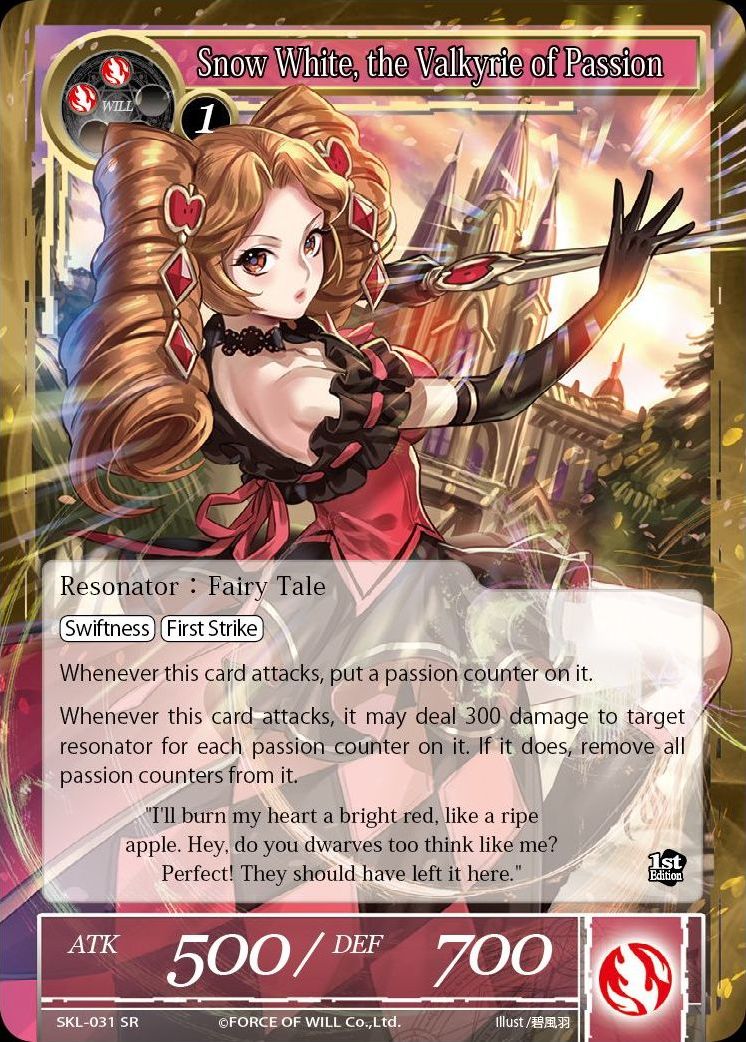 Snow White, the Valkyrie of Passion
WILL
1
Resonator : Fairy Tale
Swiftness First Strike
Whenever this card attacks, put a passion counter on it.
Whenever this card attacks, it may deal 300 damage to target
resonator for each passion counter on it. If it does, remove all
passion counters from it.
"I'll burn my heart a bright red, like a ripe
apple. Hey, do you dwarves too think like me?
Perfect! They should have left it here."
1st
Edition
ATK 500 / DEF 700
SKL-031 SR ©FORCE OF WILL Co.,Ltd. Illust /碧風羽